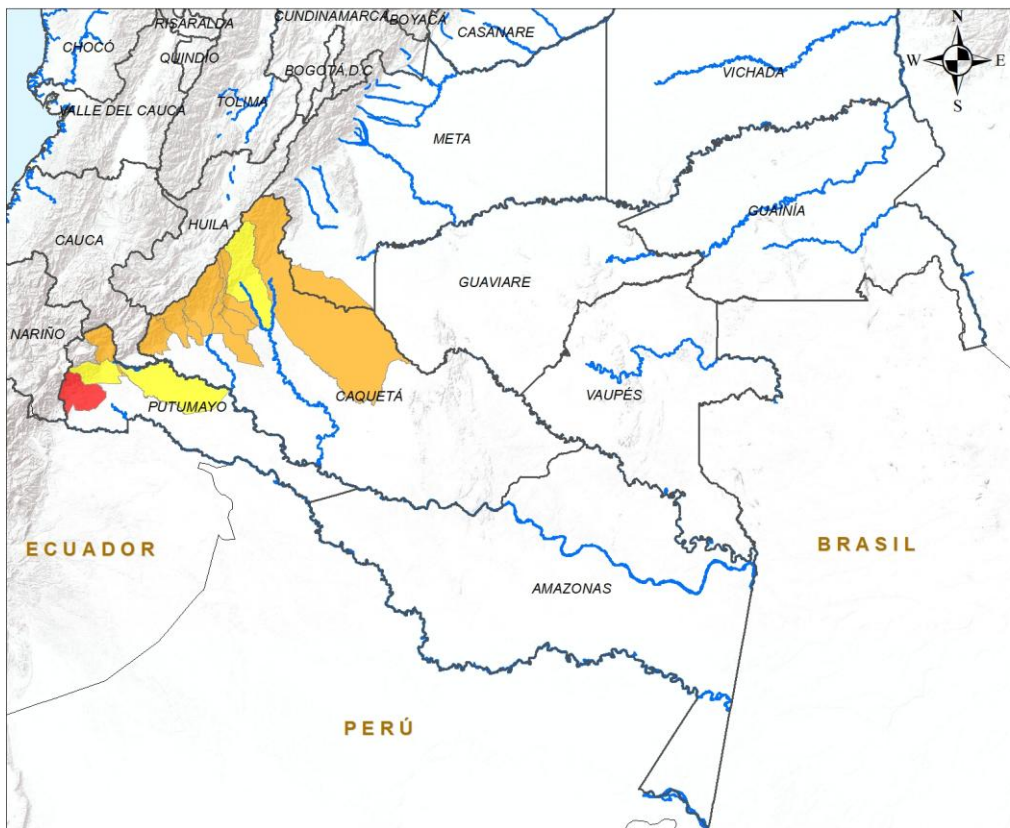 CUNDINAMARCA
BOYACÁ
RISARALDA
CASANARE
CHOCÓ
QUINDIO
N
W E
S
BOGOTÁ,D.C
VICHADA
TOLIMA
VALLE DEL CAUCA
META
HUILA
GUAINÍA
CAUCA
GUAVIARE
NARIÑO
CAQUETÁ
VAUPÉS
PUTUMAYO
ECUADOR
BRASIL
AMAZONAS
PERÚ